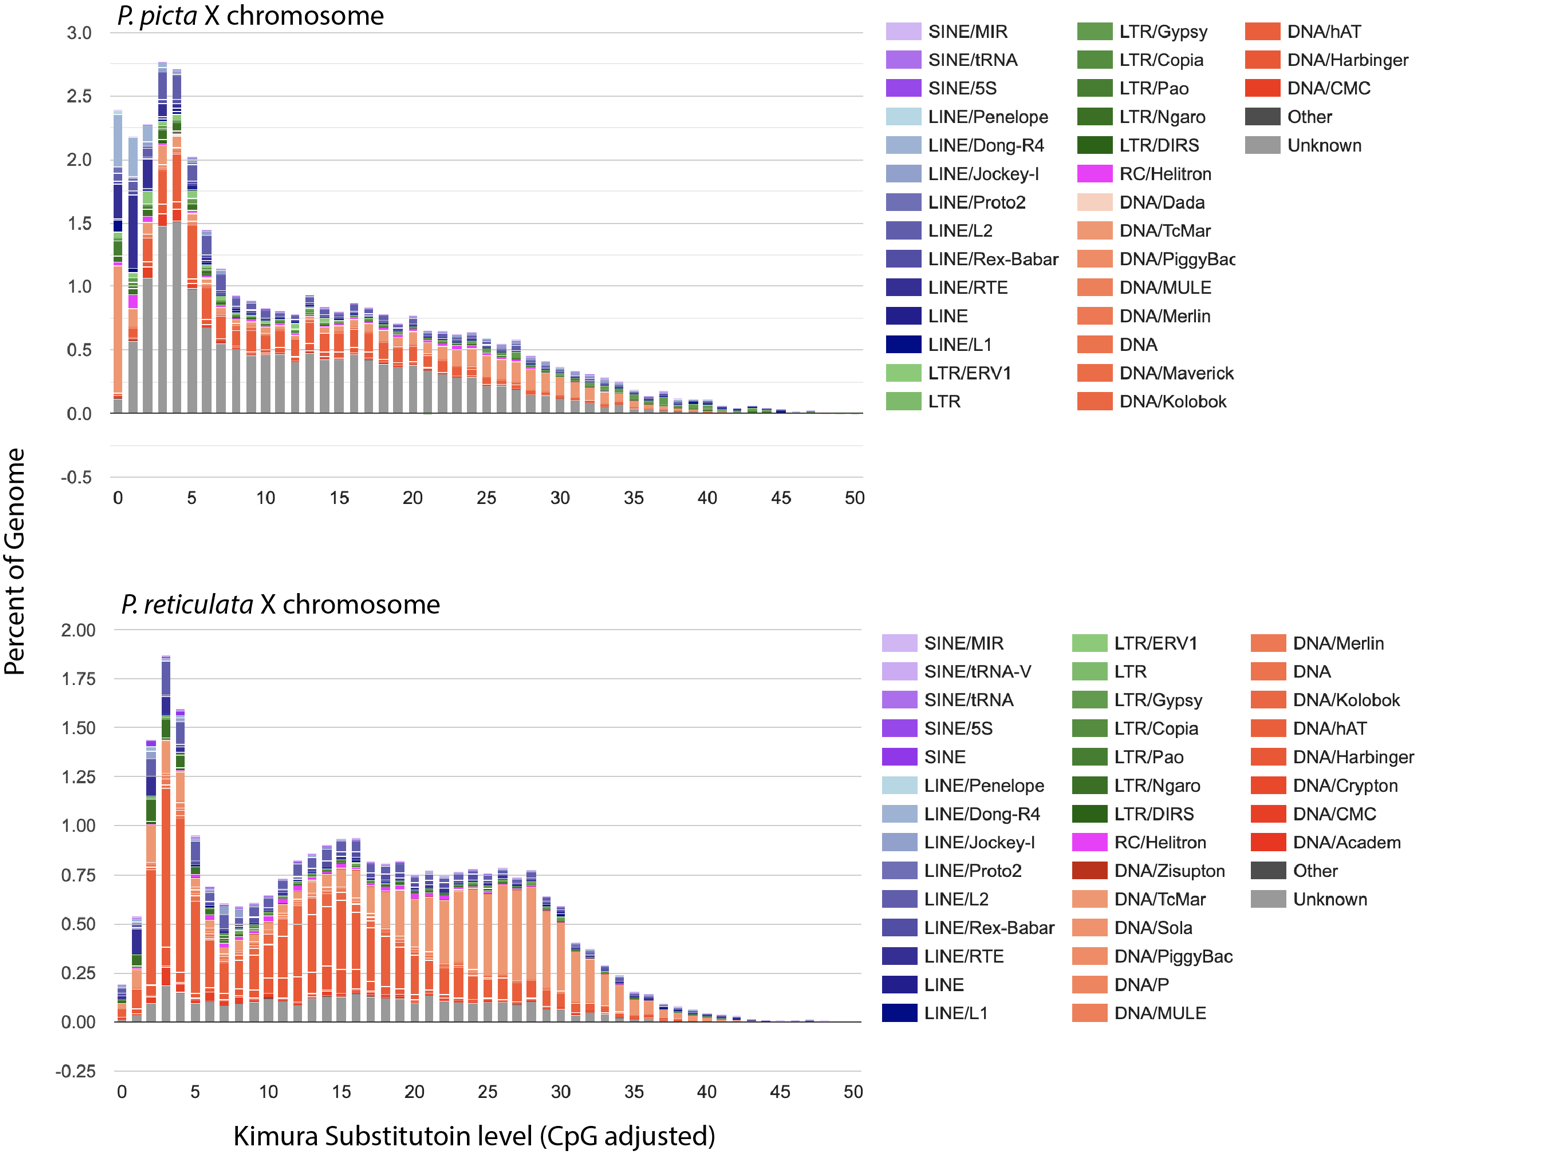 P. picta X chromosome
3.0
2.5
2.0
1.5
1.0
0.5
0.0
-0.5
0 5 10 15 20 25 30 35 40 45 50
SINE/MIR
SINE/tRNA
SINE/5S
LINE/Penelope
LINE/Dong-R4
LINE/Jockey-I
LINE/Proto2
LINE/L2
LINE/Rex-Babar
LINE/RTE
LINE
LINE/L1
LTR/ERV1
LTR
LTR/Gypsy
LTR/Copia
LTR/Pao
LTR/Ngaro
LTR/DIRS
RC/Helitron
DNA/Dada
DNA/TcMar
DNA/PiggyBac
DNA/MULE
DNA/Merlin
DNA
DNA/Maverick
DNA/Kolobok
DNA/hAT
DNA/Harbinger
DNA/CMC
Other
Unknown
Percent of Genome
P. reticulata X chromosome
2.00
1.75
1.50
1.25
1.00
0.75
0.50
0.25
0.00
-0.25
0 5 10 15 20 25 30 35 40 45 50
SINE/MIR
SINE/tRNA-V
SINE/tRNA
SINE/5S
SINE
LINE/Penelope
LINE/Dong-R4
LINE/Jockey-I
LINE/Proto2
LINE/L2
LINE/Rex-Babar
LINE/RTE
LINE
LINE/L1
LTR/ERV1
LTR
LTR/Gypsy
LTR/Copia
LTR/Pao
LTR/Ngaro
LTR/DIRS
RC/Helitron
DNA/Zisupton
DNA/TcMar
DNA/Sola
DNA/PiggyBac
DNA/P
DNA/MULE
DNA/Merlin
DNA
DNA/Kolobok
DNA/hAT
DNA/Harbinger
DNA/Crypton
DNA/CMC
DNA/Academ
Other
Unknown
Kimura Substitutoin level (CpG adjusted)